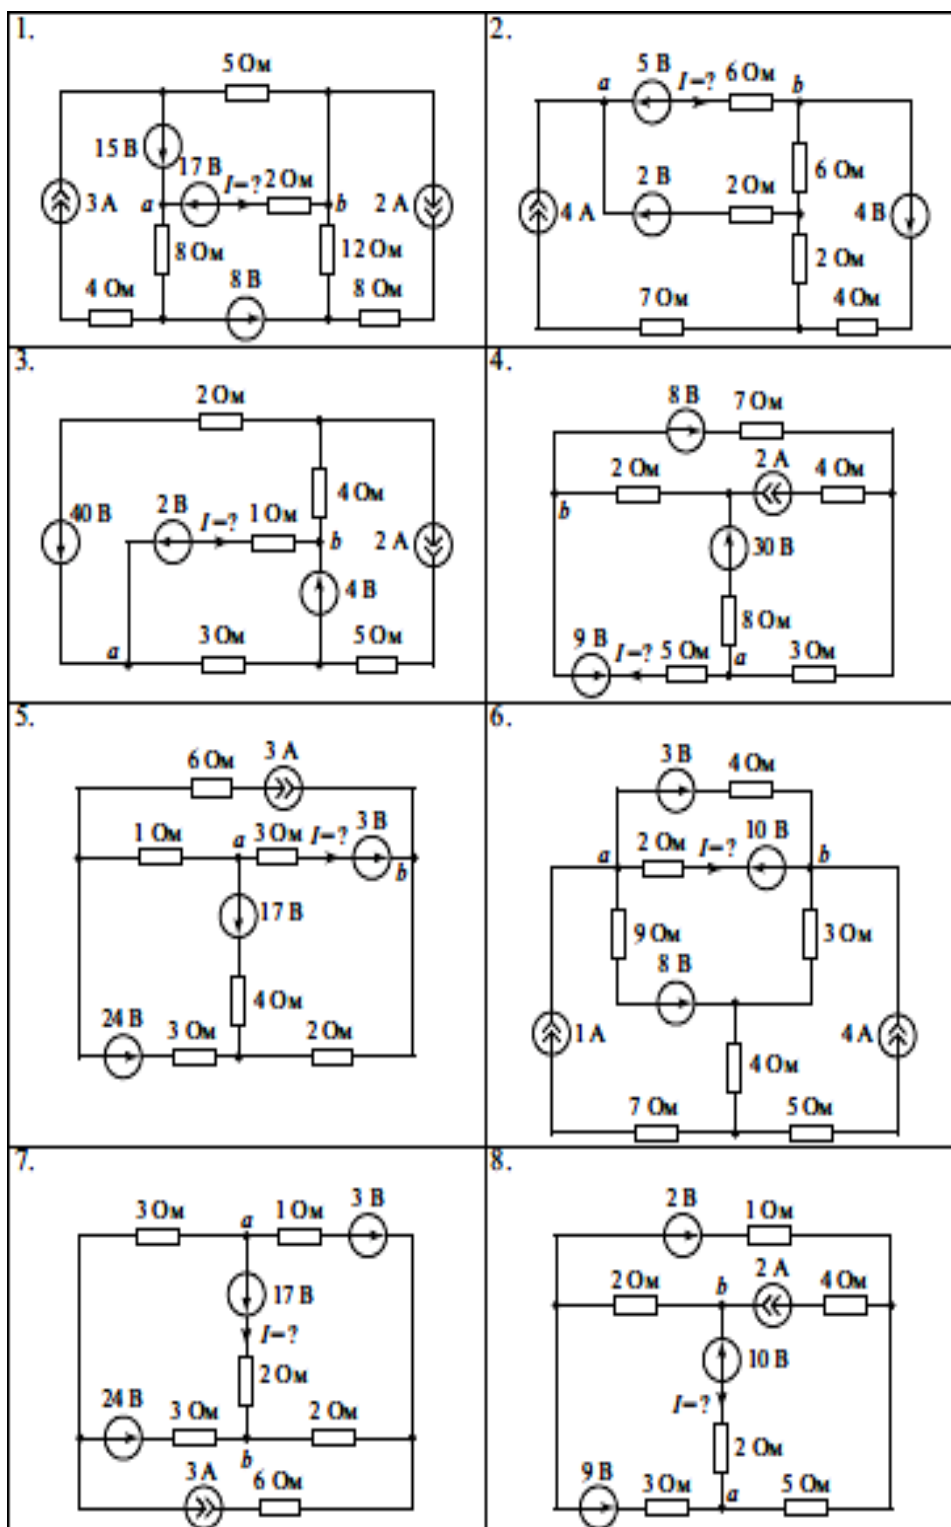 1.
5 Ом
15 В
17 В
I=?
2 Ом
3 А
a
b
2 А
8 Ом
12 Ом
4 Ом
8 В
8 Ом
2.
5 В
I=?
6 Ом
a
b
6 Ом
2 В
2 Ом
4 А
4 В
2 Ом
7 Ом
4 Ом
3.
2 Ом
4 Ом
40 В
2 В
I=?
1 Ом
b
2 А
4 В
a
3 Ом
5 Ом
4.
8 В
7 Ом
2 Ом
2 А
4 Ом
b
30 В
8 Ом
9 В
I=?
5 Ом
a
3 Ом
5.
6 Ом
3 А
1 Ом
a
3 Ом
I=?
3 В
b
17 В
4 Ом
24 В
3 Ом
2 Ом
6.
3 В
4 Ом
a
2 Ом
I=?
10 В
b
9 Ом
3 Ом
8 В
1 А
4 А
4 Ом
7 Ом
5 Ом
7.
3 Ом
a
1 Ом
3 В
17 В
I=?
2 Ом
24 В
3 Ом
2 Ом
b
3 А
6 Ом
8.
2 В
1 Ом
2 Ом
b
2 А
4 Ом
10 В
I=?
2 Ом
9 В
3 Ом
a
5 Ом